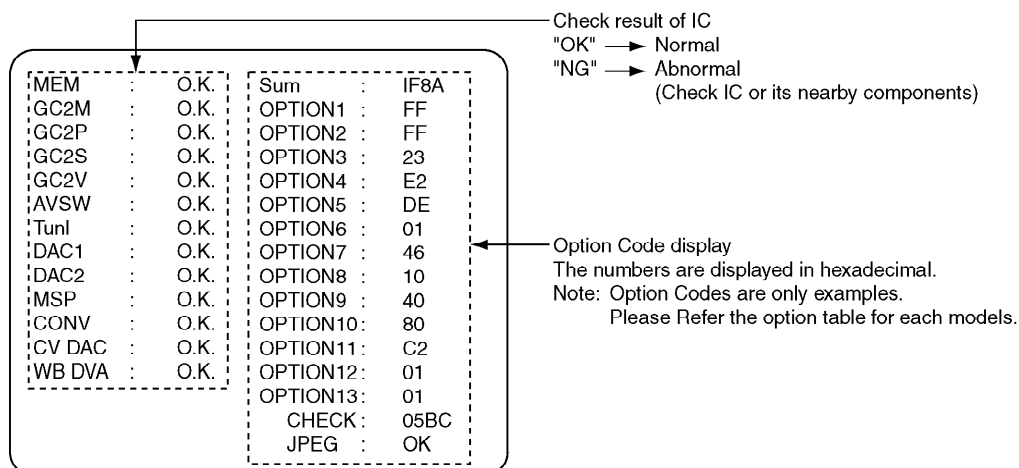 Check result of IC
"OK" → Normal
"NG" → Abnormal
(Check IC or its nearby components)
MEM : O.K.
GC2M : O.K.
GC2P : O.K.
GC2S : O.K.
GC2V : O.K.
AVSW : O.K.
Tunl : O.K.
DAC1 : O.K.
DAC2 : O.K.
MSP : O.K.
CONV : O.K.
CV DAC : O.K.
WB DVA : O.K.
Sum : IF8A
OPTION1 : FF
OPTION2 : FF
OPTION3 : 23
OPTION4 : E2
OPTION5 : DE
OPTION6 : 01
OPTION7 : 46
OPTION8 : 10
OPTION9 : 40
OPTION10 : 80
OPTION11 : C2
OPTION12 : 01
OPTION13 : 01
CHECK : 05BC
JPEG : OK
Option Code display
The numbers are displayed in hexadecimal.
Note: Option Codes are only examples.
Please Refer the option table for each models.